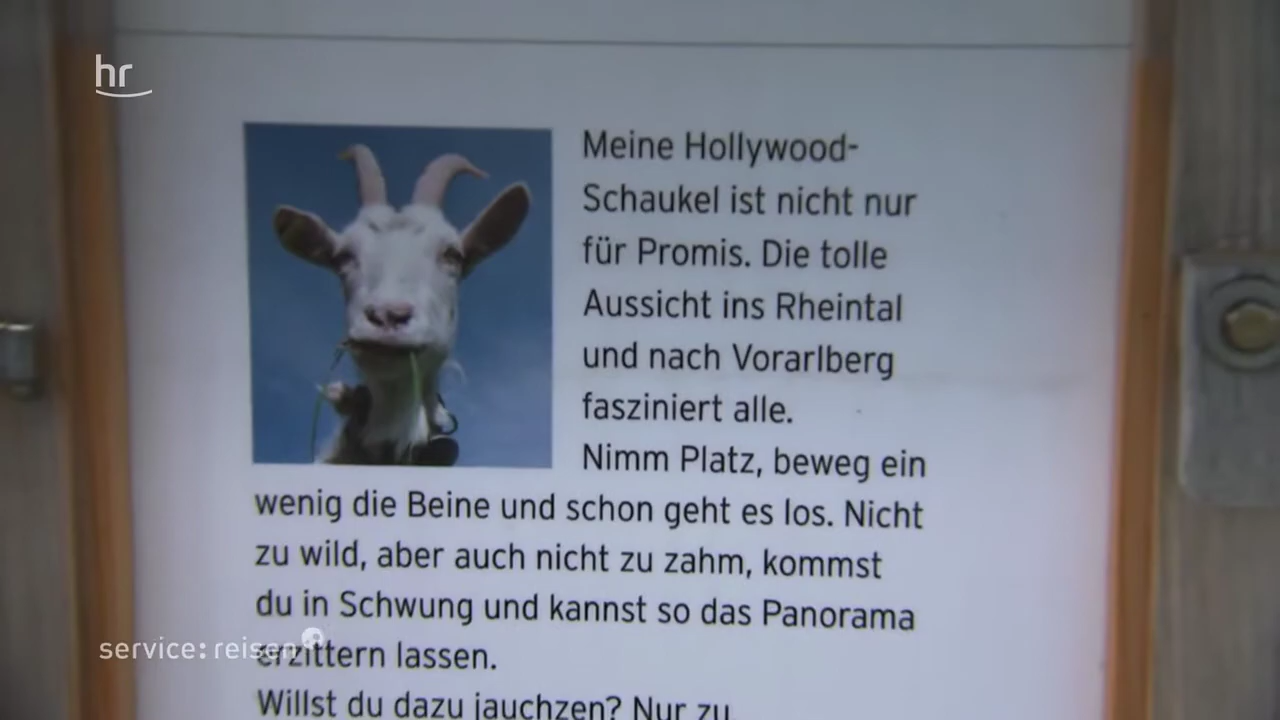 hr
Meine Hollywood-
Schaukel ist nicht nur
für Promis. Die tolle
Aussicht ins Rheintal
und nach Vorarlberg
fasziniert alle.
Nimm Platz, beweg ein
wenig die Beine und schon geht es los. Nicht
zu wild, aber auch nicht zu zahm, kommst
du in Schwung und kannst so das Panorama
erzittern lassen.
service: reisen
Willst du dazu jauchzen? Nur zu.